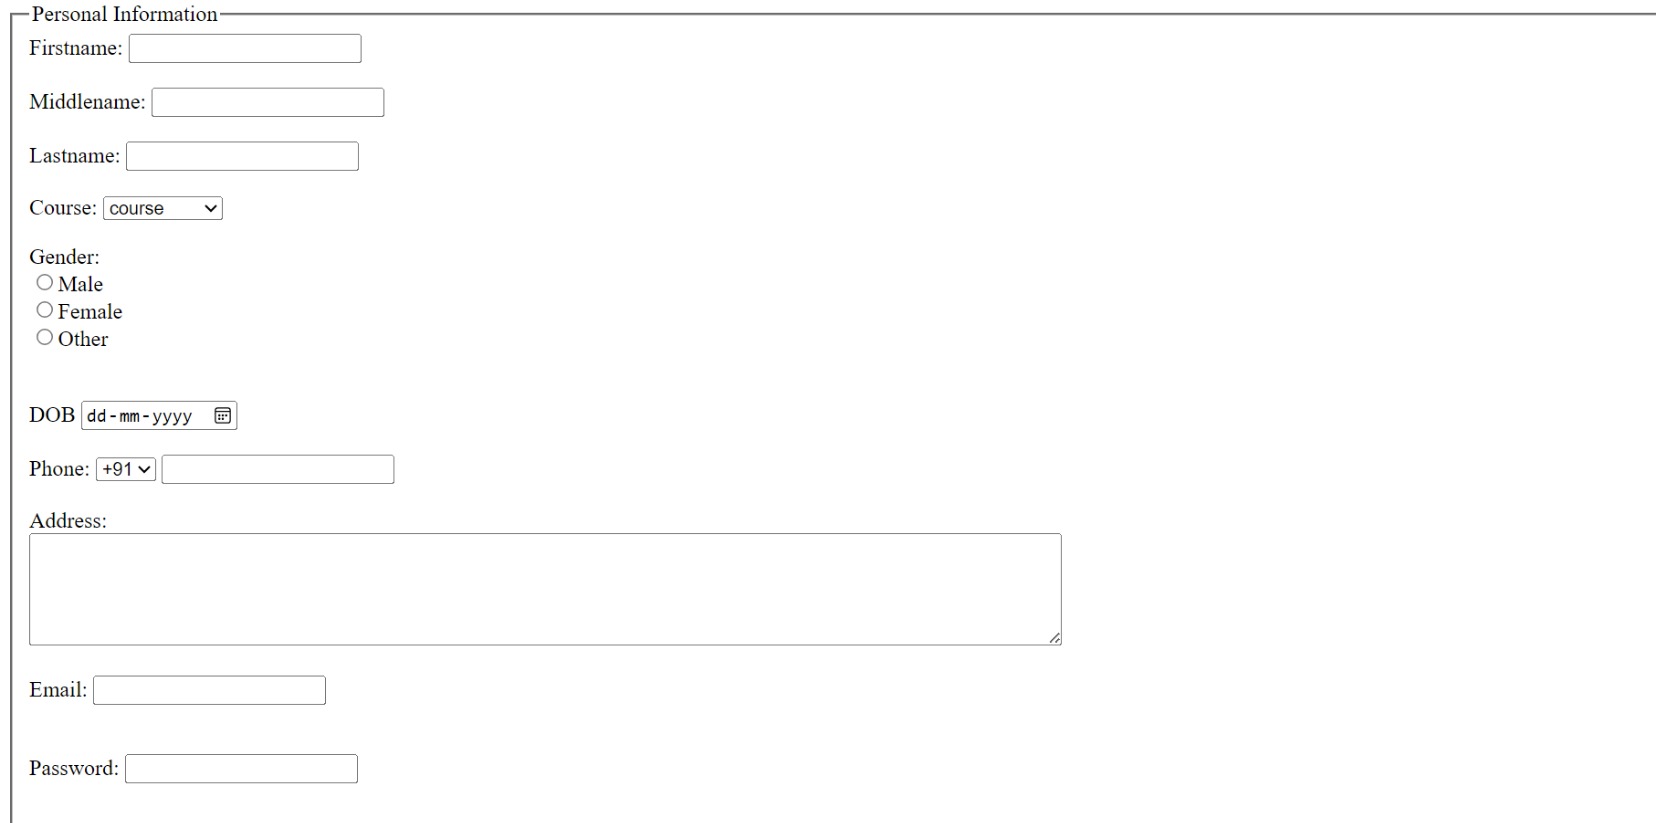 Personal Information
Firstname:
Middlename:
Lastname:
Course: course
Gender:
Male
Female
Other
DOB dd-mm-yyyy
Phone: +91
Address:
Email:
Password: